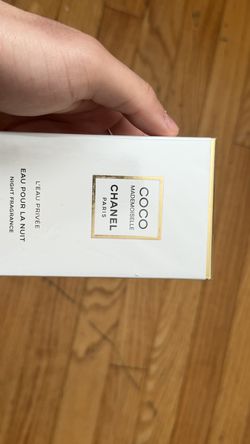 COCO
MADEMOISELLE
CHANEL
PARIS
L'EAU PRIVÉE
EAU POUR LA NUIT
NIGHT FRAGRANCE